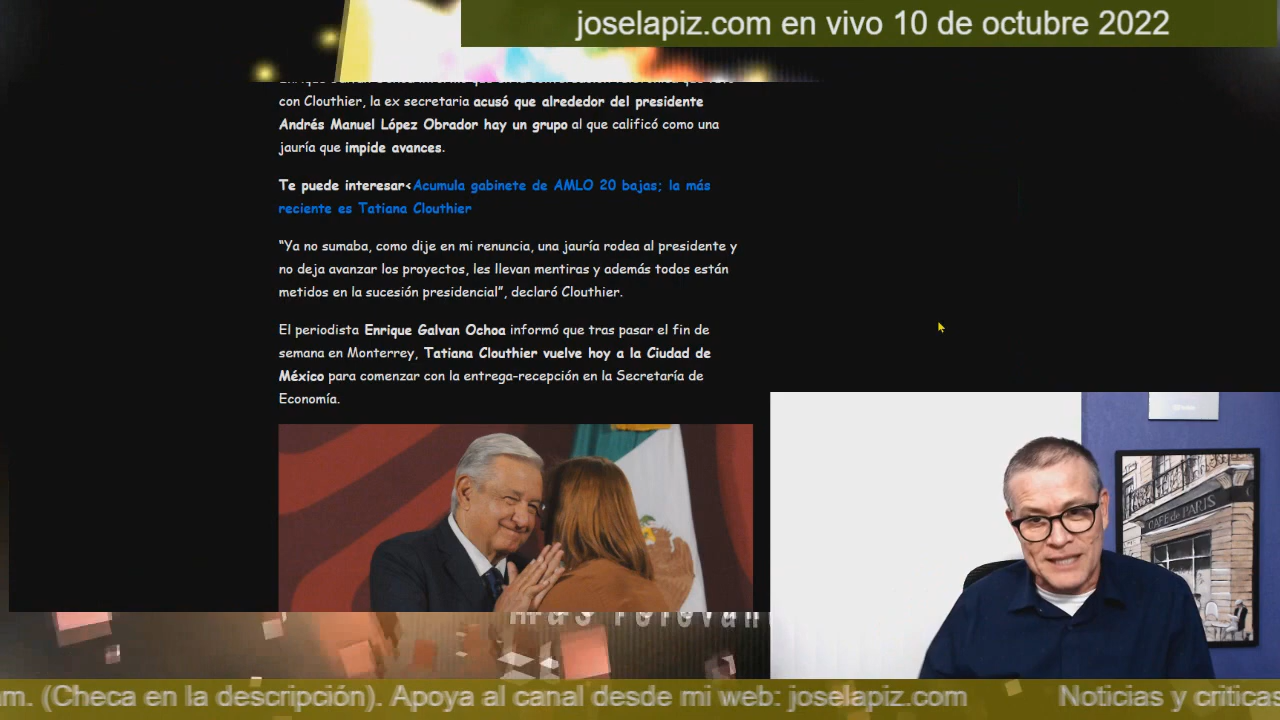 joselapiz.com en vivo 10 de octubre 2022
con Clouthier, la ex secretaria acusó que alrededor del presidente
Andrés Manuel López Obrador hay un grupo al que calificó como una
jauría que impide avances.
Te puede interesar<Acumula gabinete de AMLO 20 bajas; la más
reciente es Tatiana Clouthier
“Ya no sumaba, como dije en mi renuncia, una jauría rodea al presidente y
no deja avanzar los proyectos, les llevan mentiras y además todos están
metidos en la sucesión presidencial”, declaró Clouthier.
El periodista Enrique Galvan Ochoa informó que tras pasar el fin de
semana en Monterrey, Tatiana Clouthier vuelve hoy a la Ciudad de
México para comenzar con la entrega-recepción en la Secretaría de
Economía.
CAFE de PARIS
am. (Checa en la descripción). Apoya al canal desde mi web: joselapiz.com Noticias y criticas